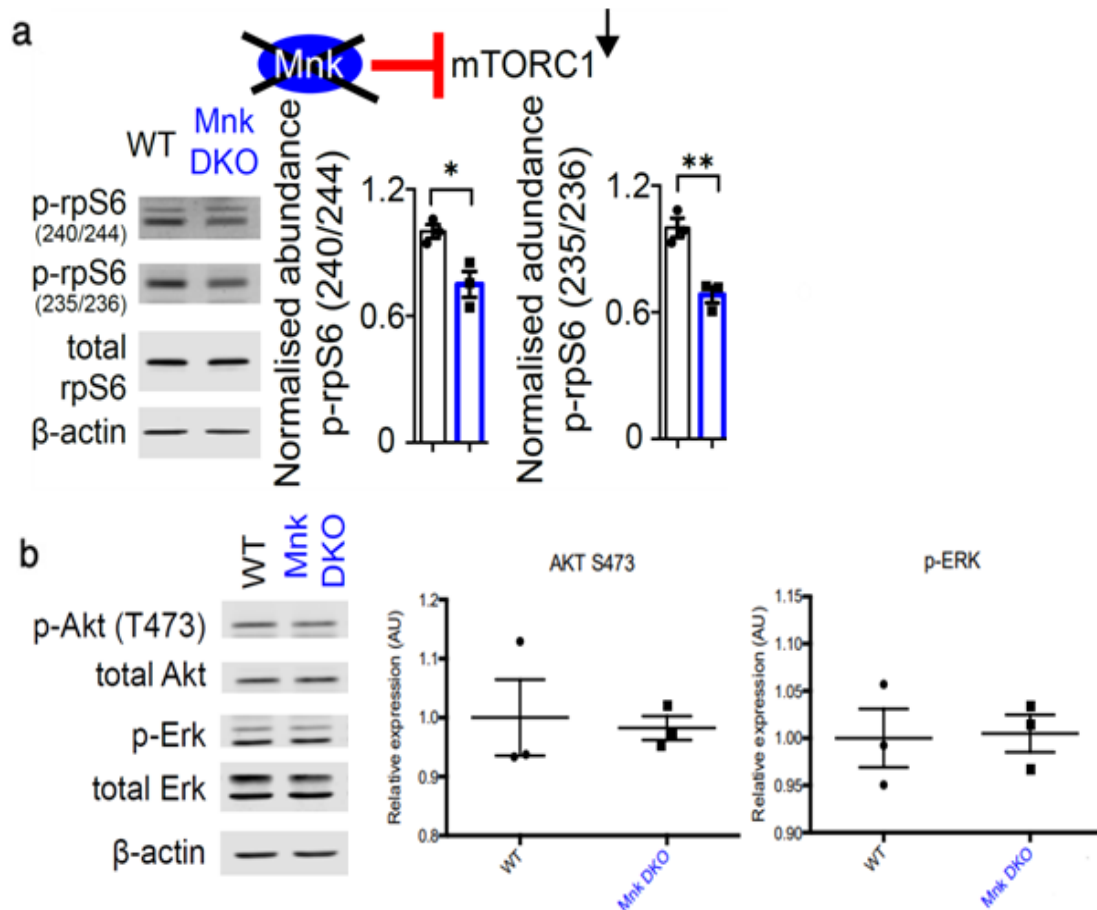 a
Mnk
mTORC1
WT
Mnk
DKO
p-rpS6
(240/244)
p-rpS6
(235/236)
total
rpS6
β-actin
Normalised abundance
p-rpS6 (240/244)
1.2
0.6
0
*
Normalised adundance
p-rpS6 (235/236)
1.2
0.6
0
**
b
WT
Mnk
DKO
p-Akt (T473)
total Akt
p-Erk
total Erk
β-actin
AKT S473
Relative expression (AU)
1.2
1.1
1.0
0.9
0.8
WT
Mnk DKO
p-ERK
Relative expression (AU)
1.15
1.10
1.05
1.00
0.95
0.90
WT
Mnk DKO